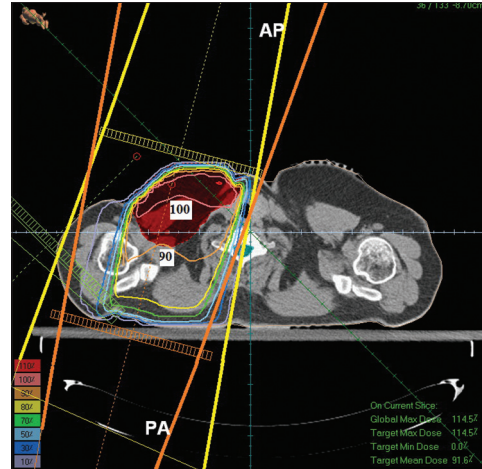 36 / 133 -8.70cm
AP
100
90
PA
110%
100%
90%
80%
70%
50%
30%
10%
On Current Slice:
Global Max Dose 114.5%
Target Max Dose 114.5%
Target Min Dose 0.0%
Target Mean Dose 91.6%